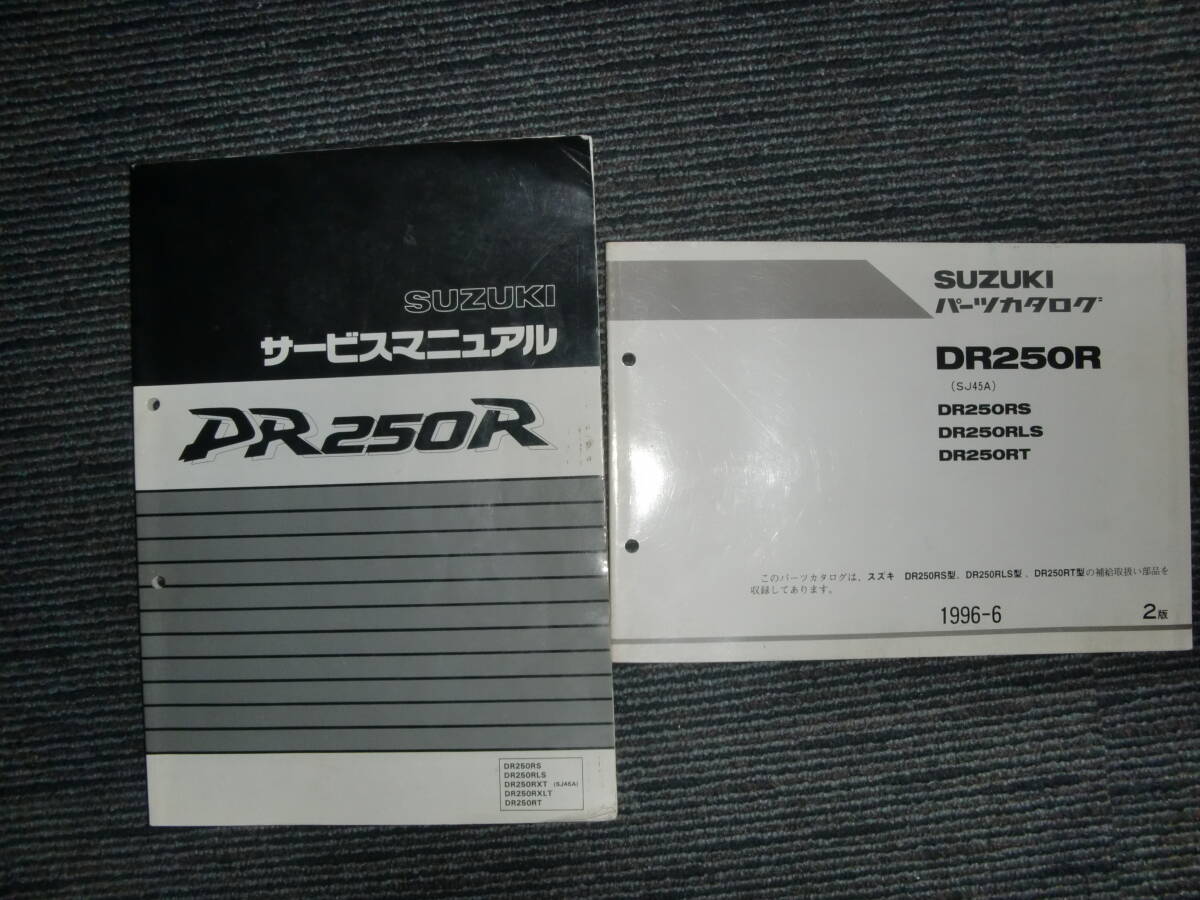 SUZUKI
サービスマニュアル
DR250R
DR250RS
DR250RLS
DR250RXT (SJ45A)
DR250RXLT
DR250RT
SUZUKI
パーツカタログ
DR250R
(SJ45A)
DR250RS
DR250RLS
DR250RT
このパーツカタログは、スズキ DR250RS型、DR250RLS型、DR250RT型の補給取扱い部品を
収録してあります。
1996-6
2版